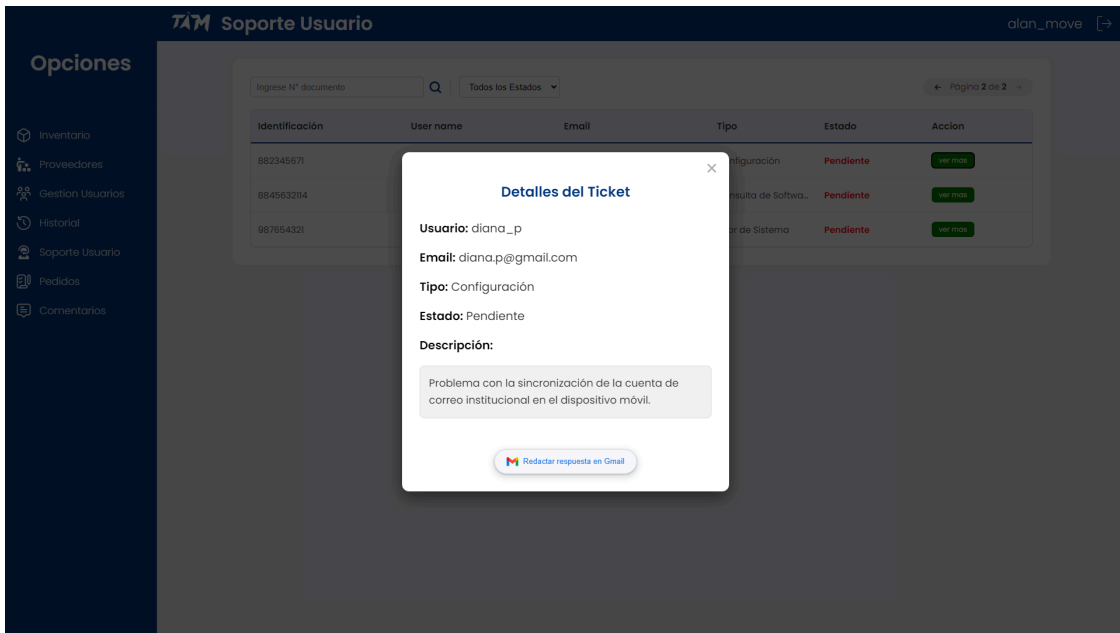 TAM Soporte Usuario
alan_move
Opciones
Inventario
Proveedores
Gestion Usuarios
Historial
Soporte Usuario
Pedidos
Comentarios
Ingrese N° documento
Todos los Estados
← Página 2 de 2 →
Identificación User name Email Tipo Estado Accion
882345671 nfiguración Pendiente ver mas
8845632114 nsulta de Softwa... Pendiente ver mas
987654321 or de Sistema Pendiente ver mas
×
Detalles del Ticket
Usuario: diana_p
Email: diana.p@gmail.com
Tipo: Configuración
Estado: Pendiente
Descripción:
Problema con la sincronización de la cuenta de
correo institucional en el dispositivo móvil.
Redactar respuesta en Gmail